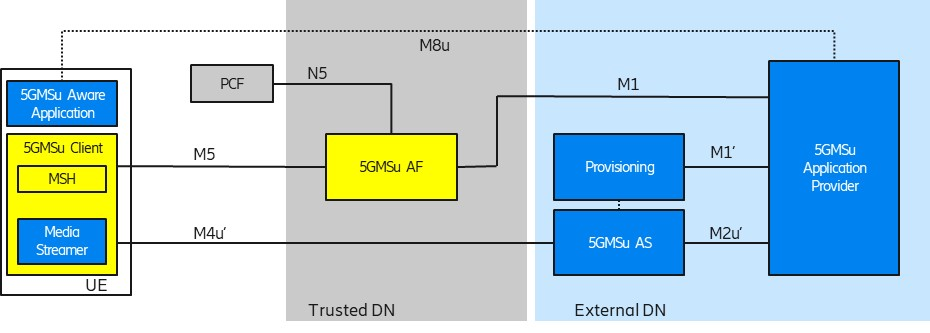 M8u
5GMSu Aware
Application
PCF
N5
M1
5GMSu Client
MSH
M5
5GMSu AF
Provisioning
M1′
5GMSu
Application
Provider
Media
Streamer
M4u′
5GMSu AS
M2u′
UE
Trusted DN
External DN